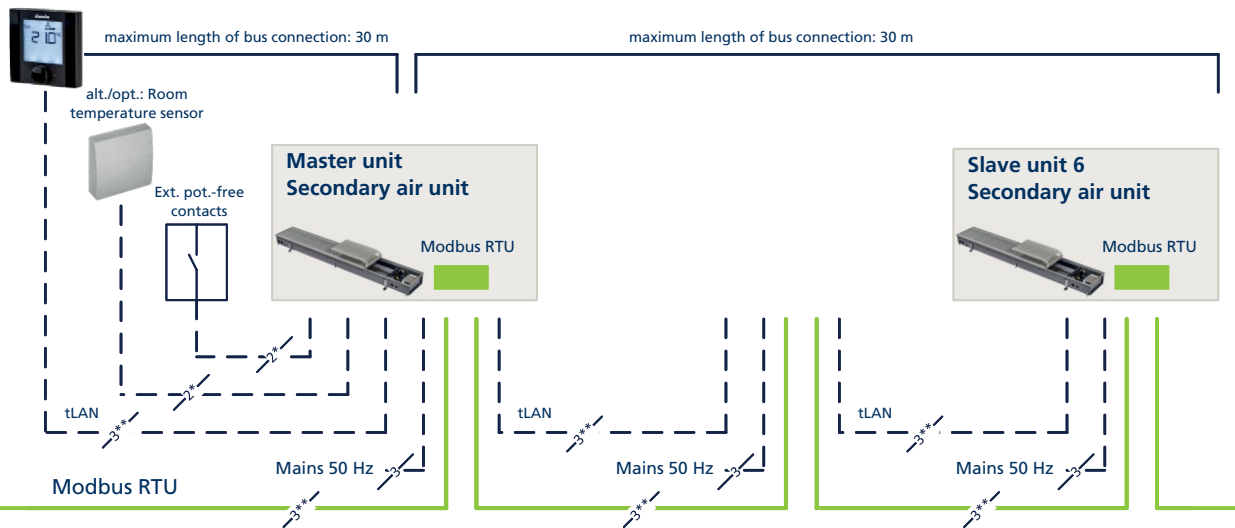 21.0
maximum length of bus connection: 30 m
maximum length of bus connection: 30 m
alt./opt.: Room
temperature sensor
Ext. pot.-free
contacts
Master unit
Secondary air unit
Modbus RTU
Slave unit 6
Secondary air unit
Modbus RTU
2*
2*
tLAN
3**
tLAN
3**
tLAN
3**
Mains 50 Hz
3
Mains 50 Hz
3
Mains 50 Hz
3
Modbus RTU
3**
3**
3**